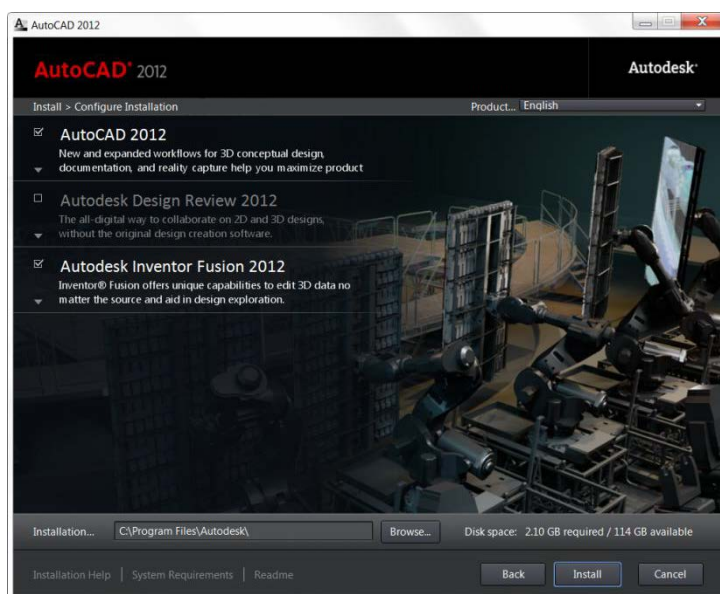 AutoCAD 2012
AutoCAD® 2012
Autodesk®
Install > Configure Installation
Product... English
AutoCAD 2012
New and expanded workflows for 3D conceptual design,
documentation, and reality capture help you maximize product
Autodesk Design Review 2012
The all-digital way to collaborate on 2D and 3D designs,
without the original design creation software.
Autodesk Inventor Fusion 2012
Inventor® Fusion offers unique capabilities to edit 3D data no
matter the source and aid in design exploration.
Installation... C:\Program Files\Autodesk\ Browse... Disk space: 2.10 GB required / 114 GB available
Installation Help | System Requirements | Readme Back Install Cancel